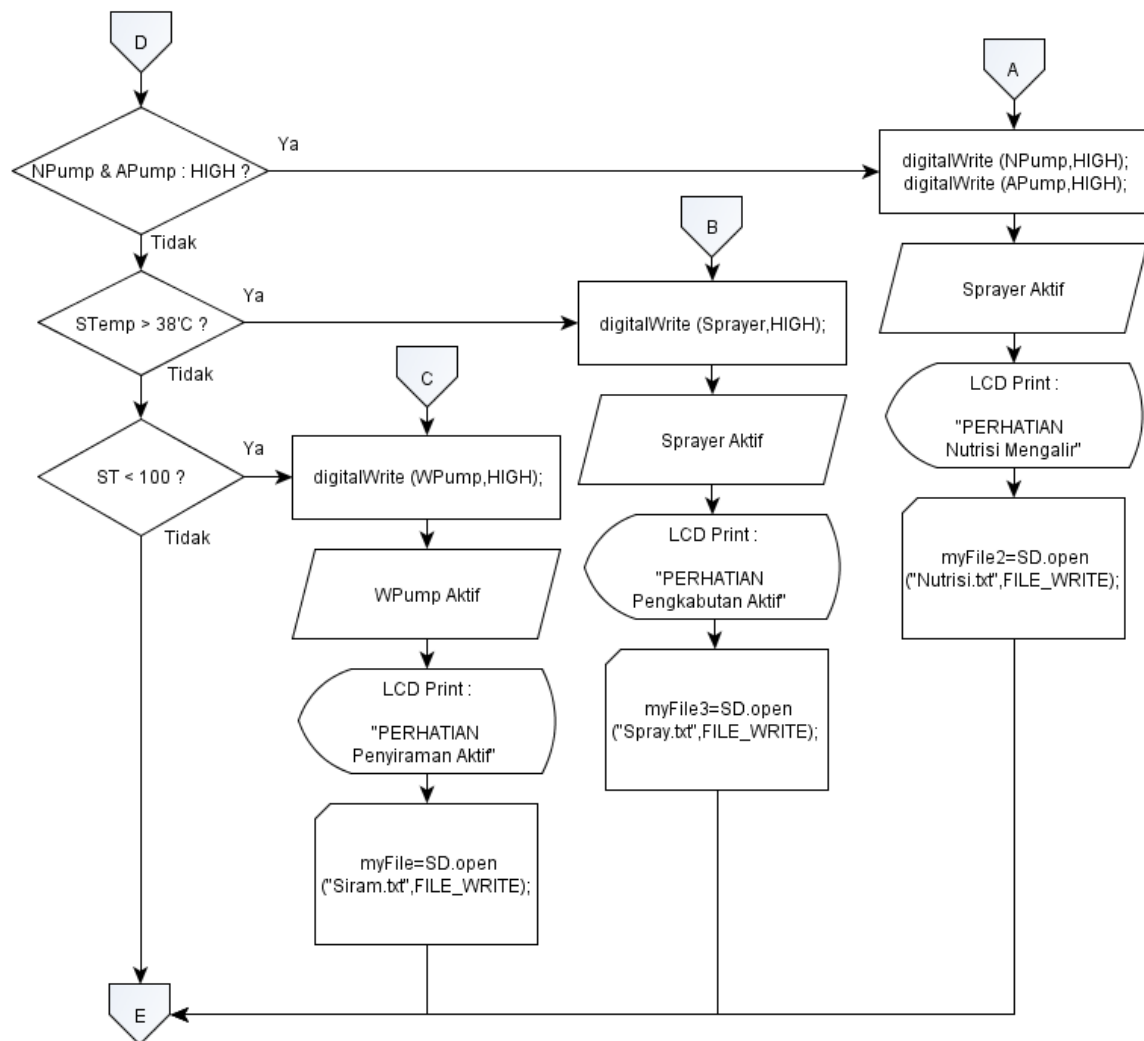 D
NPump & APump : HIGH ?
Ya
Tidak
STemp > 38'C ?
Ya
Tidak
ST < 100 ?
Ya
Tidak
C
digitalWrite (WPump,HIGH);
WPump Aktif
LCD Print :
"PERHATIAN
Penyiraman Aktif"
myFile=SD.open
("Siram.txt",FILE_WRITE);
B
digitalWrite (Sprayer,HIGH);
Sprayer Aktif
LCD Print :
"PERHATIAN
Pengkabutan Aktif"
myFile3=SD.open
("Spray.txt",FILE_WRITE);
A
digitalWrite (NPump,HIGH);
digitalWrite (APump,HIGH);
Sprayer Aktif
LCD Print :
"PERHATIAN
Nutrisi Mengalir"
myFile2=SD.open
("Nutrisi.txt",FILE_WRITE);
E